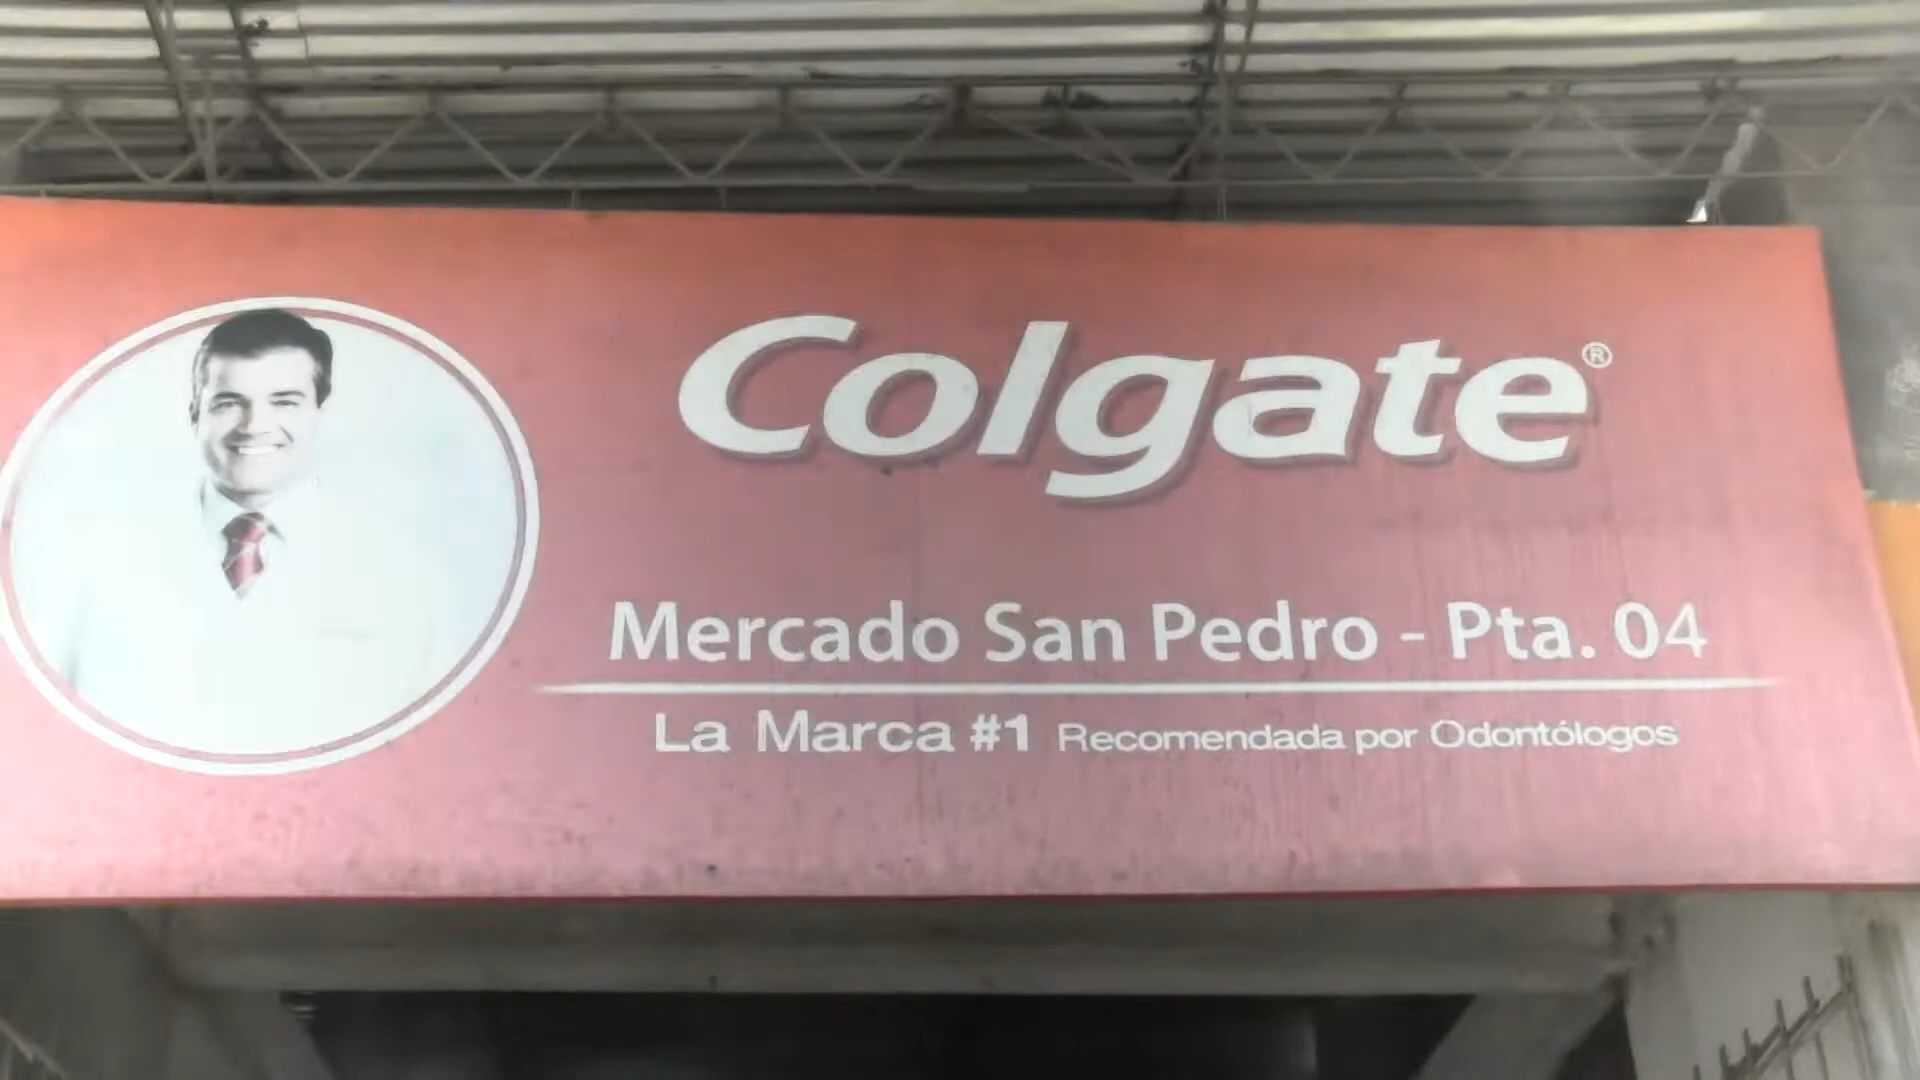 Colgate®
Mercado San Pedro - Pta. 04
La Marca #1 Recomendada por Odontólogos